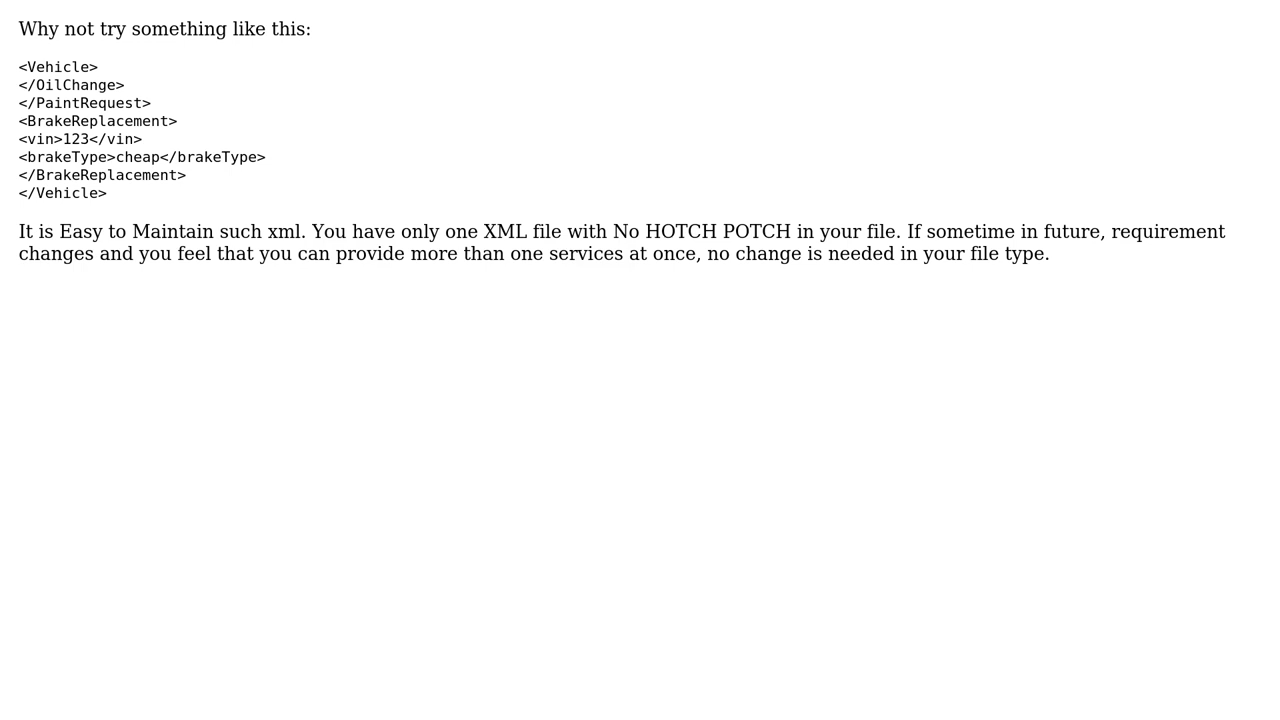 Why not try something like this:
<Vehicle>
</OilChange>
</PaintRequest>
<BrakeReplacement>
<vin>123</vin>
<brakeType>cheap</brakeType>
</BrakeReplacement>
</Vehicle>
It is Easy to Maintain such xml. You have only one XML file with No HOTCH POTCH in your file. If sometime in future, requirement
changes and you feel that you can provide more than one services at once, no change is needed in your file type.